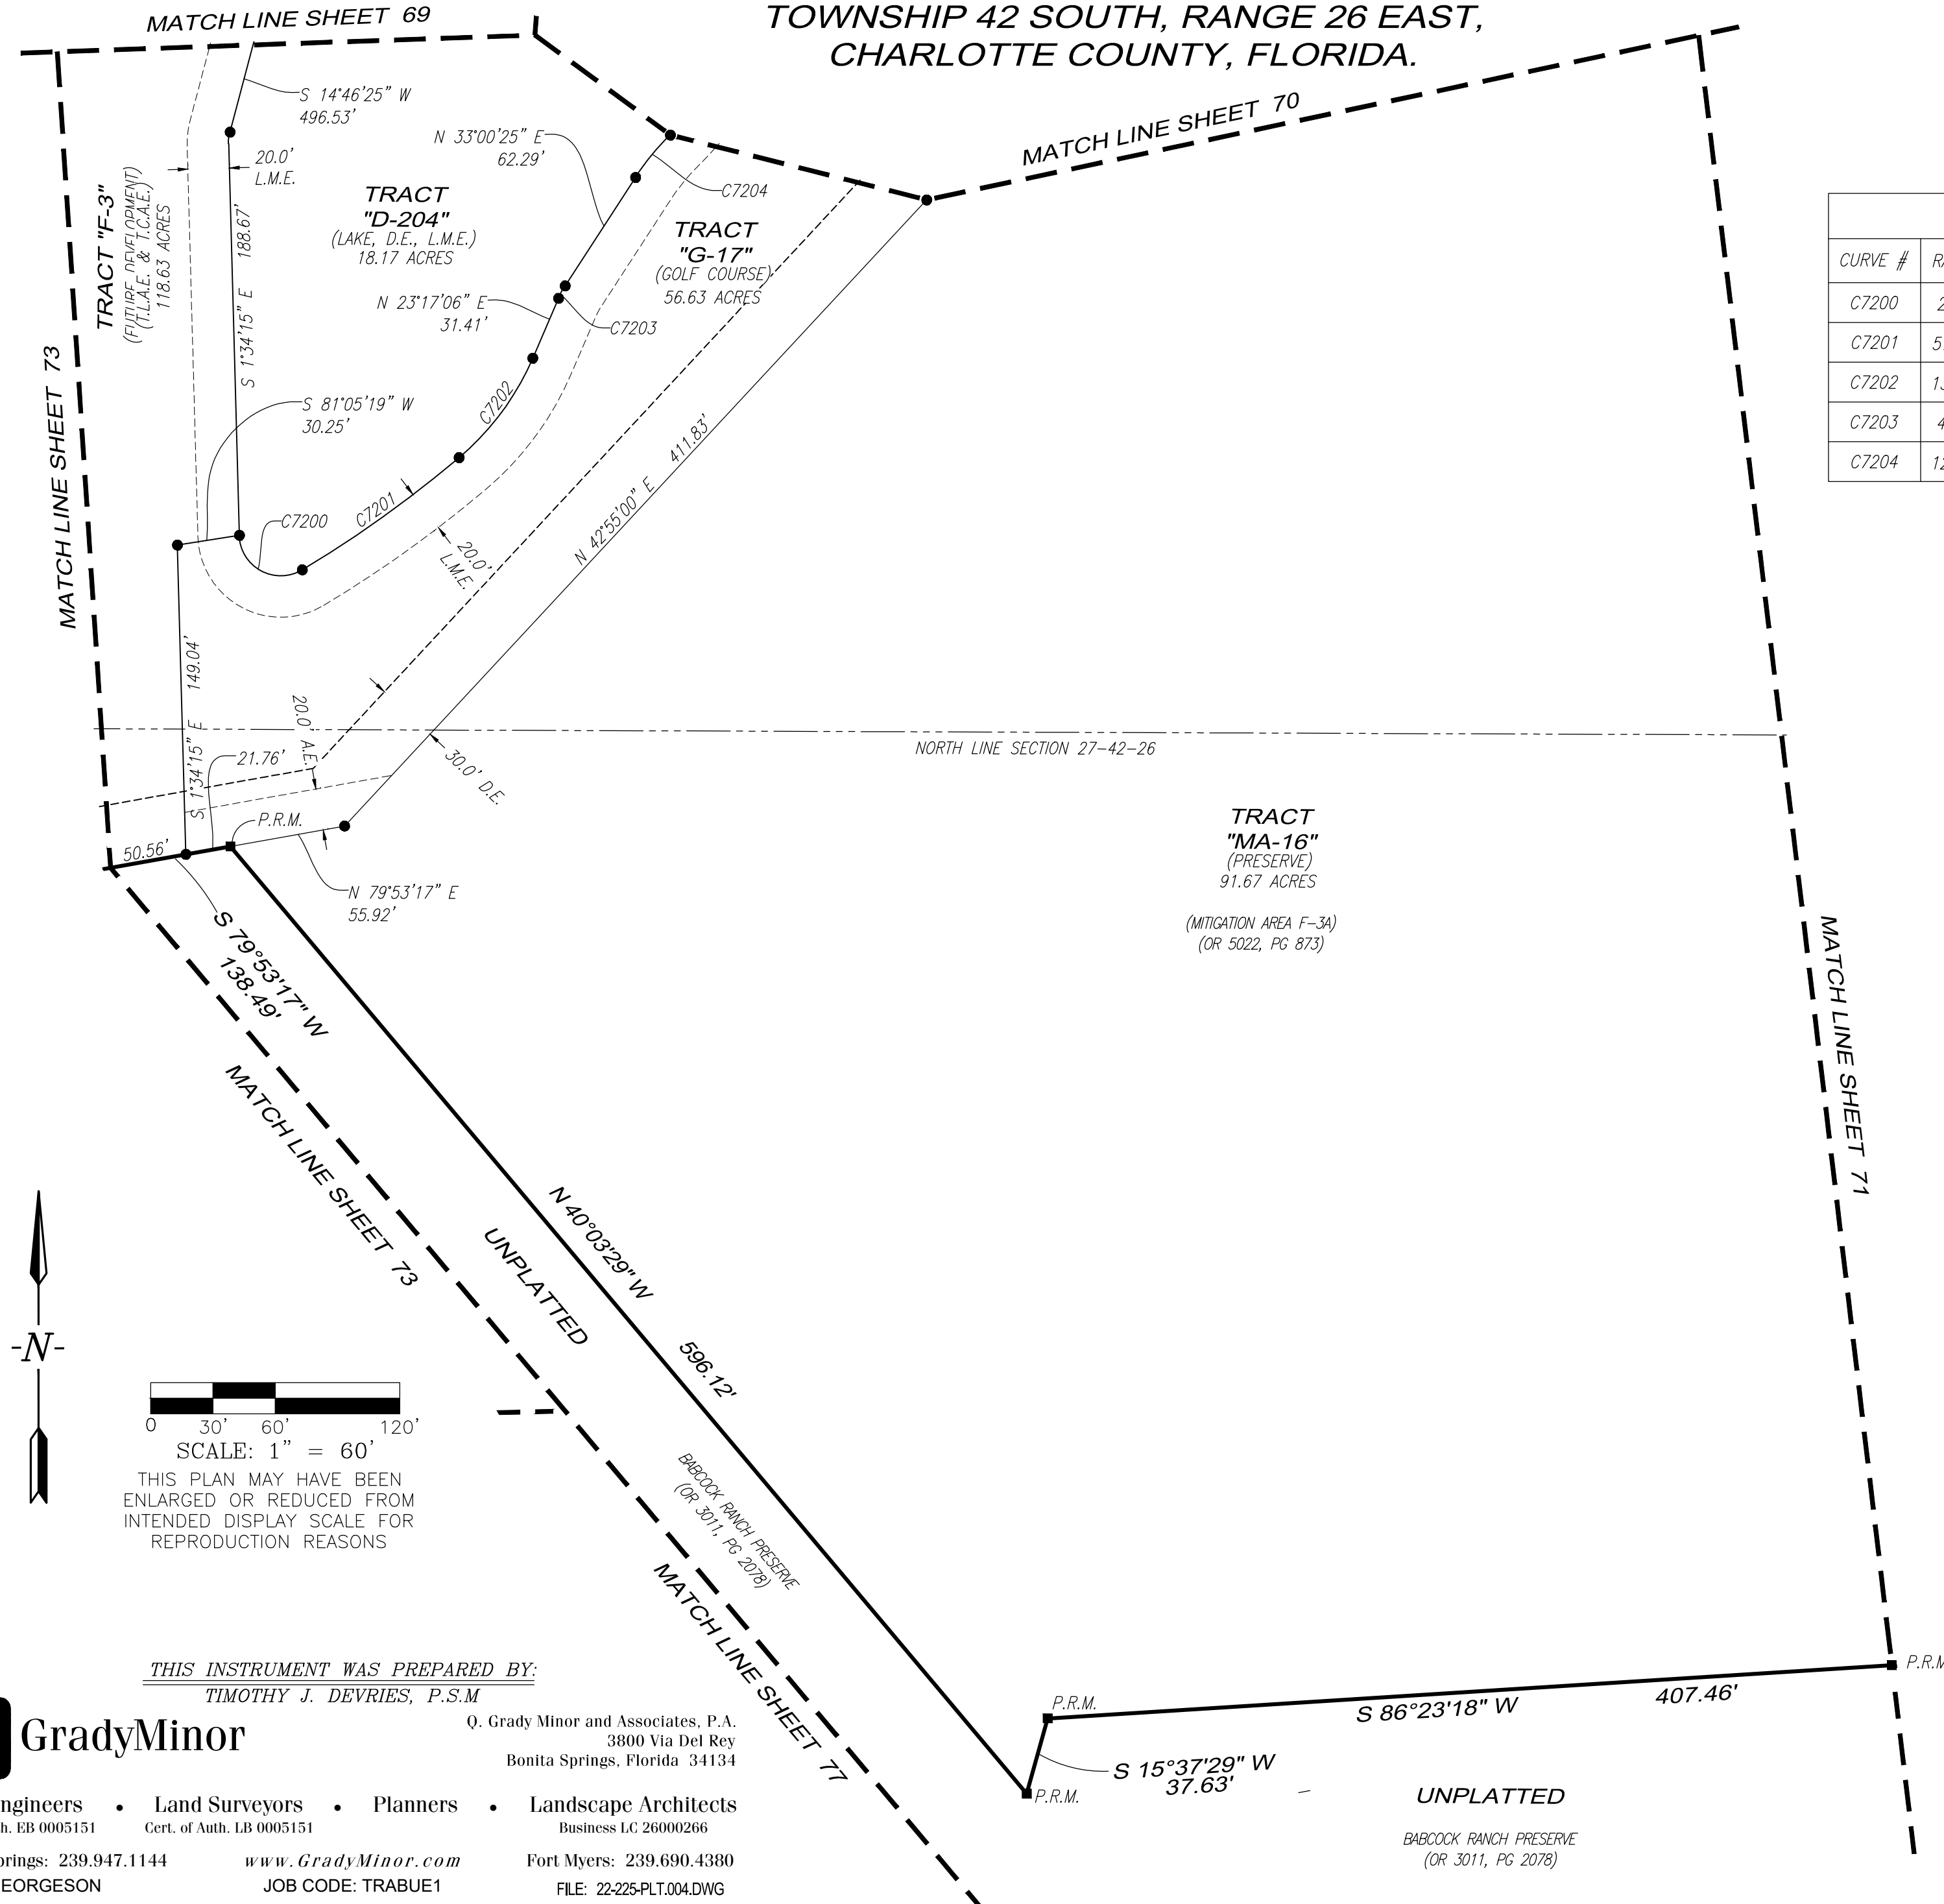 MATCH LINE SHEET 69
TOWNSHIP 42 SOUTH, RANGE 26 EAST,
CHARLOTTE COUNTY, FLORIDA.
MATCH LINE SHEET 70
S 14°46'25" W
496.53'
N 33°00'25" E
62.29'
20.0'
L.M.E.
C7204
TRACT "F-3"
(FUTURE DEVELOPMENT)
(T.L.A.E. & T.C.A.E.)
118.63 ACRES
TRACT
"D-204"
(LAKE, D.E., L.M.E.)
18.17 ACRES
TRACT
"G-17"
(GOLF COURSE)
56.63 ACRES
S 1°34'15" E 188.67'
N 23°17'06" E
31.41'
C7203
CURVE #
C7200
C7201
C7202
C7203
C7204
MATCH LINE SHEET 73
S 81°05'19" W
30.25'
C7202
C7201
C7200
N 42°55'00" E 411.83'
20.0'
L.M.E.
S 1°34'15" E 149.04'
20.0' A.E.
21.76'
30.0' D.E.
NORTH LINE SECTION 27-42-26
P.R.M.
50.56'
N 79°53'17" E
55.92'
TRACT
"MA-16"
(PRESERVE)
91.67 ACRES
(MITIGATION AREA F-3A)
(OR 5022, PG 873)
S 79°53'17" W
138.49'
MATCH LINE SHEET 71
MATCH LINE SHEET 73
N 40°03'29" W 596.12'
UNPLATTED
BABCOCK RANCH PRESERVE
(OR 3011, PG 2078)
MATCH LINE SHEET 77
-N-
0 30' 60' 120'
SCALE: 1" = 60'
THIS PLAN MAY HAVE BEEN
ENLARGED OR REDUCED FROM
INTENDED DISPLAY SCALE FOR
REPRODUCTION REASONS
P.R.M.
S 86°23'18" W 407.46'
P.R.M.
S 15°37'29" W
37.63'
P.R.M.
UNPLATTED
BABCOCK RANCH PRESERVE
(OR 3011, PG 2078)
THIS INSTRUMENT WAS PREPARED BY:
TIMOTHY J. DEVRIES, P.S.M
GradyMinor
Q. Grady Minor and Associates, P.A.
3800 Via Del Rey
Bonita Springs, Florida 34134
ngineers • Land Surveyors • Planners • Landscape Architects
h. EB 0005151 Cert. of Auth. LB 0005151 Business LC 26000266
prings: 239.947.1144 www.GradyMinor.com Fort Myers: 239.690.4380
EORGESON JOB CODE: TRABUE1 FILE: 22-225-PLT.004.DWG